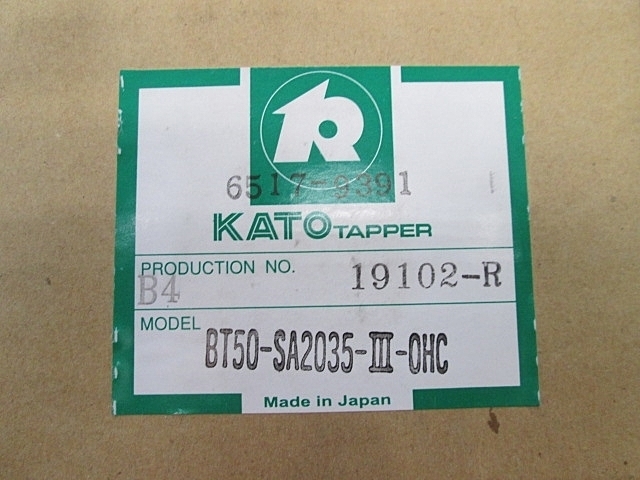 6517-9391
KATO TAPPER
PRODUCTION NO. 19102-R
B4
MODEL
BT50-SA2035-III-OHC
Made in Japan